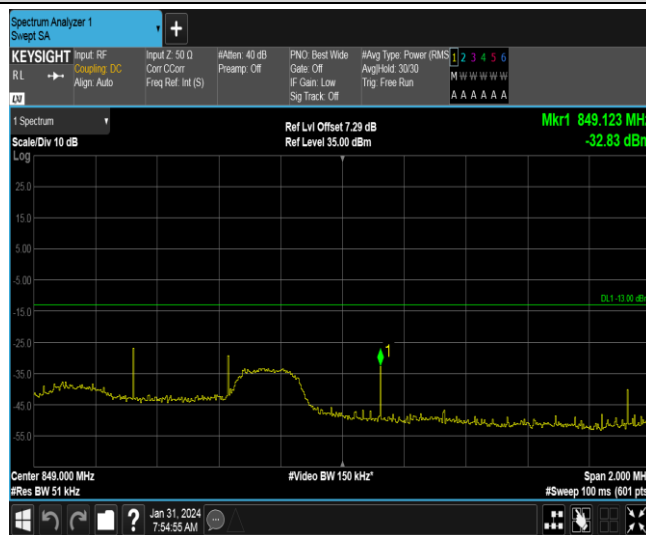 Spectrum Analyzer 1
Swept SA
+
KEYSIGHT
RL
LXI
Input: RF
Coupling: DC
Align: Auto
Input Z: 50 Ω
Corr CCorr
Freq Ref: Int (S)
#Atten: 40 dB
Preamp: Off
PNO: Best Wide
Gate: Off
IF Gain: Low
Sig Track: Off
#Avg Type: Power (RMS
Avg|Hold: 30/30
Trig: Free Run
1 2 3 4 5 6
M W W W W W
A A A A A A
1 Spectrum
Scale/Div 10 dB
Ref Lvl Offset 7.29 dB
Ref Level 35.00 dBm
Mkr1 849.123 MHz
-32.83 dBm
Log
25.0
15.0
5.00
-5.00
DL1 -13.00 dBm
-15.0
-25.0
1
-35.0
-45.0
-55.0
Center 849.000 MHz
#Res BW 51 kHz
#Video BW 150 kHz*
Span 2.000 MHz
#Sweep 100 ms (601 pts)
?
Jan 31, 2024
7:54:55 AM